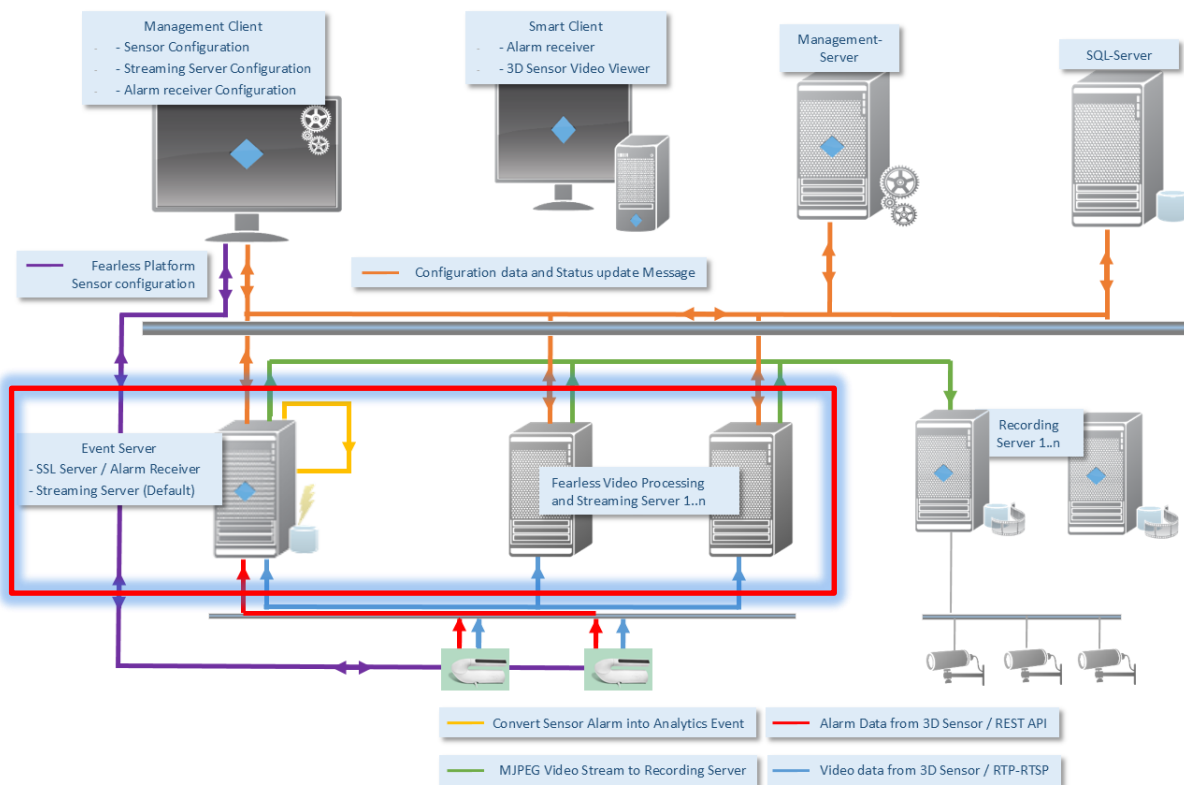 Management Client
- - Sensor Configuration
- - Streaming Server Configuration
- - Alarm receiver Configuration
Smart Client
- - Alarm receiver
- - 3D Sensor Video Viewer
Management-
Server
SQL-Server
Fearless Platform
Sensor configuration
Configuration data and Status update Message
Event Server
- SSL Server / Alarm Receiver
- Streaming Server (Default)
Fearless Video Processing
and Streaming Server 1..n
Recording
Server 1..n
Convert Sensor Alarm into Analytics Event
Alarm Data from 3D Sensor / REST API
MJPEG Video Stream to Recording Server
Video data from 3D Sensor / RTP-RTSP